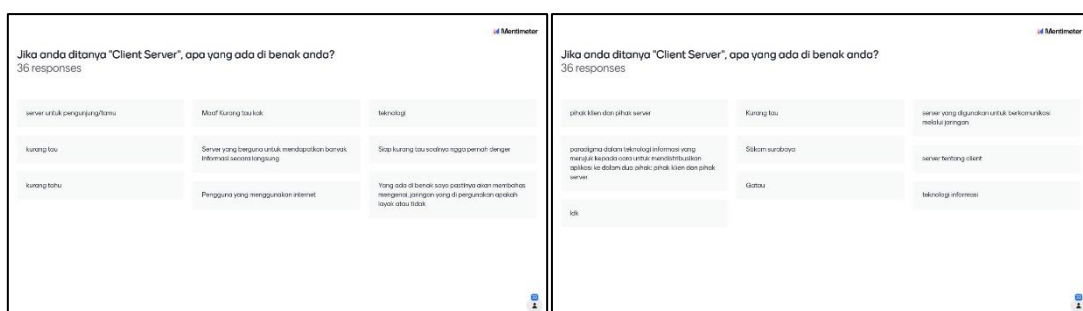 Mentimeter
Jika anda ditanya "Client Server", apa yang ada di benak anda?
36 responses
server untuk pengunjung/tamu
Maaf Kurang tau kak
teknologi
kurang tau
Server yang berguna untuk mendapatkan banyak
informasi secara langsung
Siap kurang tau soalnya ngga pernah denger
kurang tahu
Pengguna yang menggunakan internet
Yang ada di benak saya pastinya akan membahas
mengenai jaringan yang di pergunakan apakah
layak atau tidak
Mentimeter
Jika anda ditanya "Client Server", apa yang ada di benak anda?
36 responses
pihak klien dan pihak server
Kurang tau
server yang digunakan untuk berkomunikasi
melalui jaringan
paradigma dalam teknologi informasi yang
merujuk kepada cara untuk mendistribusikan
aplikasi ke dalam dua pihak: pihak klien dan pihak
server
Stikom surabaya
server tentang client
Gatau
teknologi informasi
Idk